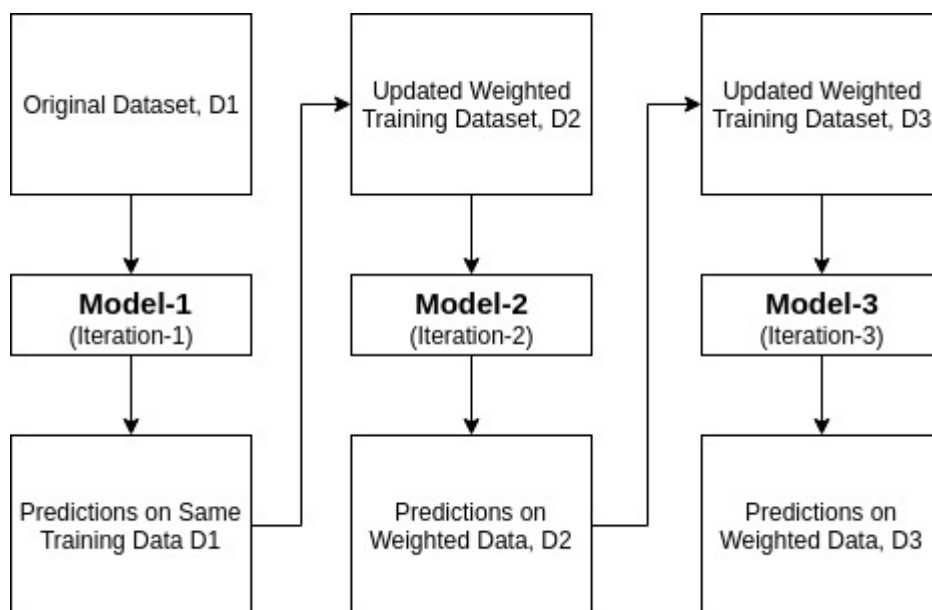 Original Dataset, D1
Updated Weighted
Training Dataset, D2
Updated Weighted
Training Dataset, D3
Model-1
(Iteration-1)
Model-2
(Iteration-2)
Model-3
(Iteration-3)
Predictions on Same
Training Data D1
Predictions on
Weighted Data, D2
Predictions on
Weighted Data, D3